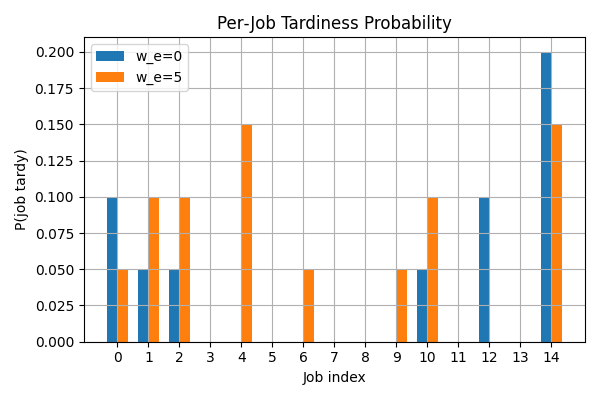 Per-Job Tardiness Probability
w_e=0
w_e=5
P(job tardy)
0.200
0.175
0.150
0.125
0.100
0.075
0.050
0.025
0.000
0 1 2 3 4 5 6 7 8 9 10 11 12 13 14
Job index